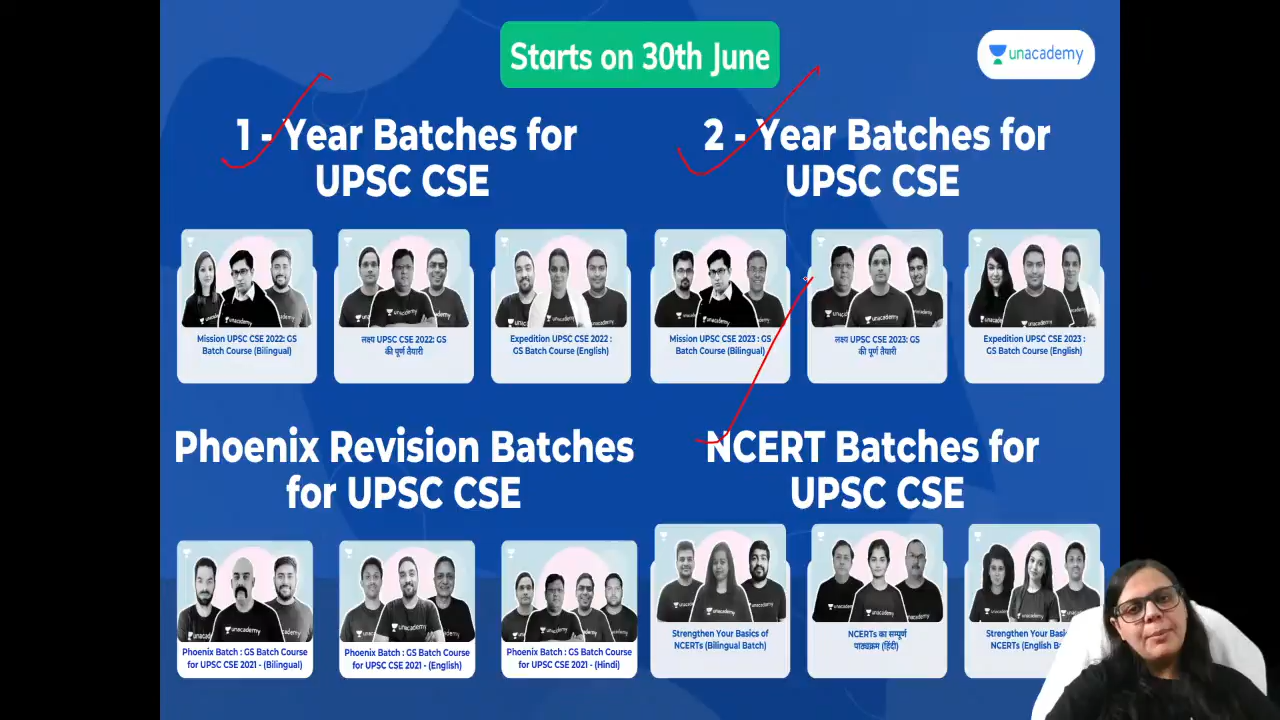 Starts on 30th June
unacademy
1 - Year Batches for
UPSC CSE
2 - Year Batches for
UPSC CSE
Mission UPSC CSE 2022: GS
Batch Course (Bilingual)
लक्ष्य UPSC CSE 2022: GS
की पूर्ण तैयारी
Expedition UPSC CSE 2022 :
GS Batch Course (English)
Mission UPSC CSE 2023 : GS
Batch Course (Bilingual)
लक्ष्य UPSC CSE 2023: GS
की पूर्ण तैयारी
Expedition UPSC CSE 2023 :
GS Batch Course (English)
Phoenix Revision Batches
for UPSC CSE
NCERT Batches for
UPSC CSE
Phoenix Batch : GS Batch Course
for UPSC CSE 2021 - (Bilingual)
Phoenix Batch : GS Batch Course
for UPSC CSE 2021 - (English)
Phoenix Batch : GS Batch Course
for UPSC CSE 2021 - (Hindi)
Strengthen Your Basics of
NCERTs (Bilingual Batch)
NCERTs का सम्पूर्ण
पाठ्यक्रम (हिंदी)
Strengthen Your
NCERTs (English